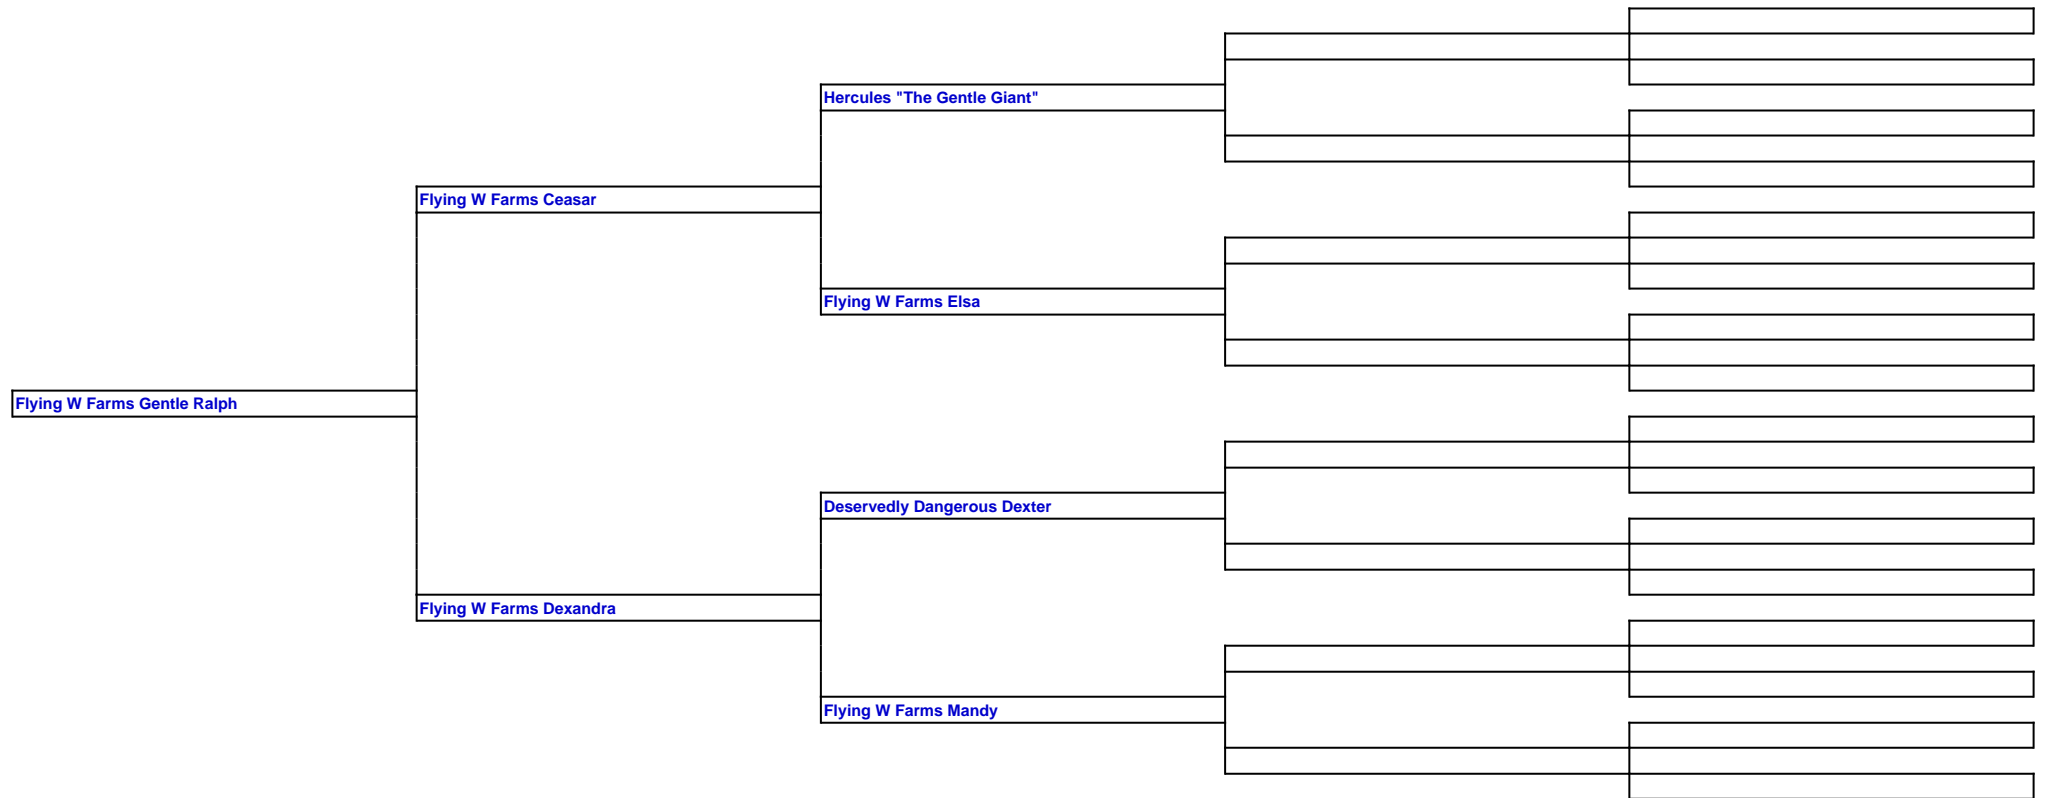 Hercules "The Gentle Giant"
Flying W Farms Ceasar
Flying W Farms Elsa
Flying W Farms Gentle Ralph
Deservedly Dangerous Dexter
Flying W Farms Dexandra
Flying W Farms Mandy